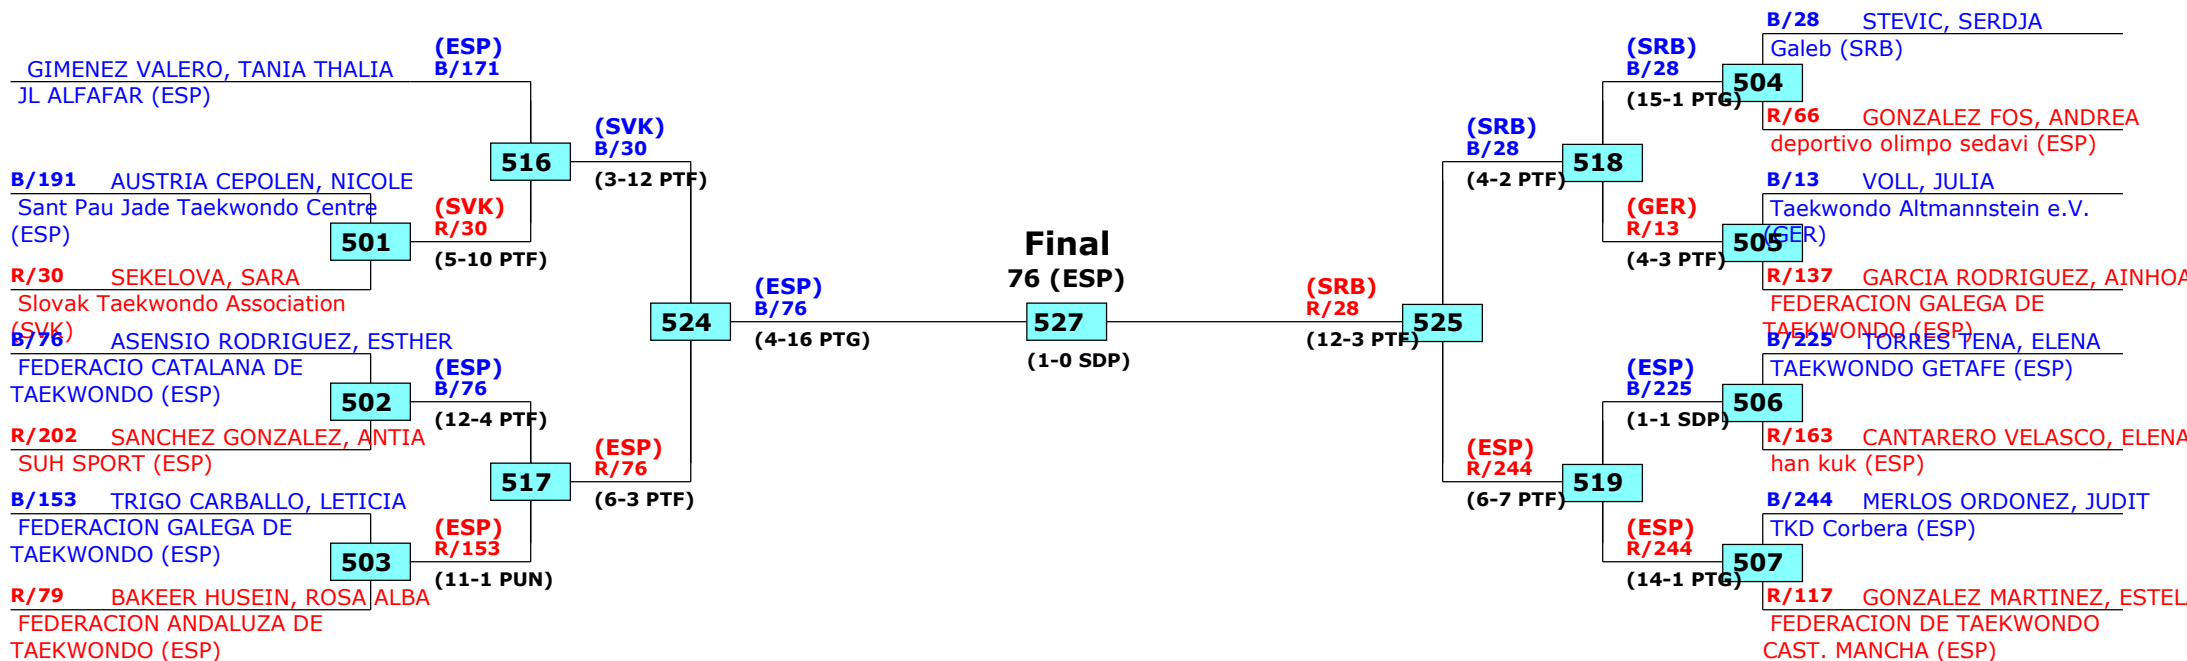 GIMENEZ VALERO, TANIA THALIA
JL ALFAFAR (ESP)
B/191 AUSTRIA CEPOLEN, NICOLE
Sant Pau Jade Taekwondo Centre
(ESP)
R/30 SEKELOVA, SARA
Slovak Taekwondo Association
(SVK)
B/76 ASENSIO RODRIGUEZ, ESTHER
FEDERACIO CATALANA DE
TAEKWONDO (ESP)
R/202 SANCHEZ GONZALEZ, ANTIA
SUH SPORT (ESP)
B/153 TRIGO CARBALLO, LETICIA
FEDERACION GALEGA DE
TAEKWONDO (ESP)
R/79 BAKEER HUSEIN, ROSA ALBA
FEDERACION ANDALUZA DE
TAEKWONDO (ESP)
501
502
503
(ESP)
B/171
(SVK)
R/30
(5-10 PTF)
(ESP)
B/76
(12-4 PTF)
(ESP)
R/153
(11-1 PUN)
516
517
(SVK)
B/30
(3-12 PTF)
(ESP)
R/76
(6-3 PTF)
524
(ESP)
B/76
(4-16 PTG)
Final
76 (ESP)
527
(1-0 SDP)
(SRB)
R/28
(12-3 PTF)
525
(SRB)
B/28
(4-2 PTF)
(ESP)
R/244
(6-7 PTF)
518
519
(SRB)
B/28
(15-1 PTG)
(GER)
R/13
(4-3 PTF)
(ESP)
B/225
(1-1 SDP)
(ESP)
R/244
(14-1 PTG)
504
505
506
507
B/28 STEVIC, SERDJA
Galeb (SRB)
R/66 GONZALEZ FOS, ANDREA
deportivo olimpo sedavi (ESP)
B/13 VOLL, JULIA
Taekwondo Altmannstein e.V.
(GER)
R/137 GARCIA RODRIGUEZ, AINHOA
FEDERACION GALEGA DE
TAEKWONDO (ESP)
B/225 TORRES TENA, ELENA
TAEKWONDO GETAFE (ESP)
R/163 CANTARERO VELASCO, ELENA
han kuk (ESP)
B/244 MERLOS ORDONEZ, JUDIT
TKD Corbera (ESP)
R/117 GONZALEZ MARTINEZ, ESTELA
FEDERACION DE TAEKWONDO
CAST. MANCHA (ESP)